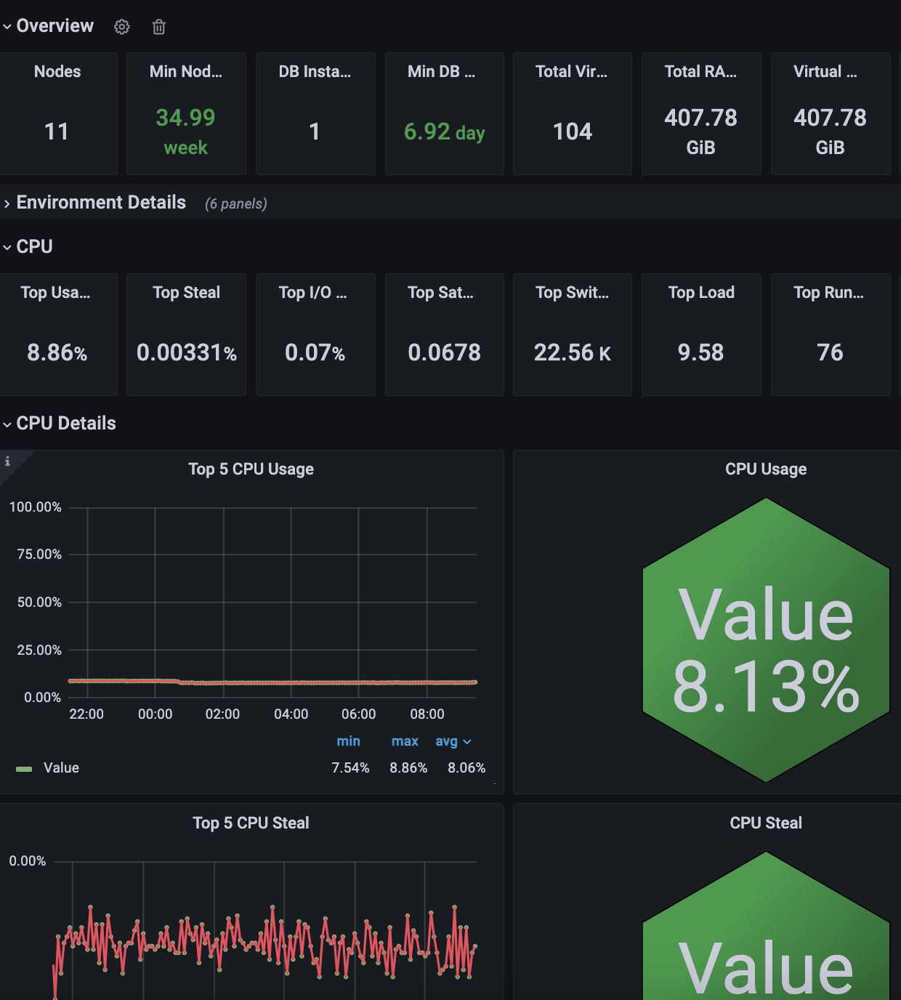 Overview
Nodes
Min Nod...
DB Insta...
Min DB ...
Total Vir...
Total RA...
Virtual ...
11
34.99
week
1
6.92 day
104
407.78
GiB
407.78
GiB
Environment Details (6 panels)
CPU
Top Usa...
Top Steal
Top I/O ...
Top Sat...
Top Swit...
Top Load
Top Run...
8.86%
0.00331%
0.07%
0.0678
22.56 K
9.58
76
CPU Details
i
Top 5 CPU Usage
100.00%
75.00%
50.00%
25.00%
0.00%
22:00
00:00
02:00
04:00
06:00
08:00
min max avg
Value 7.54% 8.86% 8.06%
CPU Usage
Value
8.13%
Top 5 CPU Steal
0.00%
CPU Steal
Value